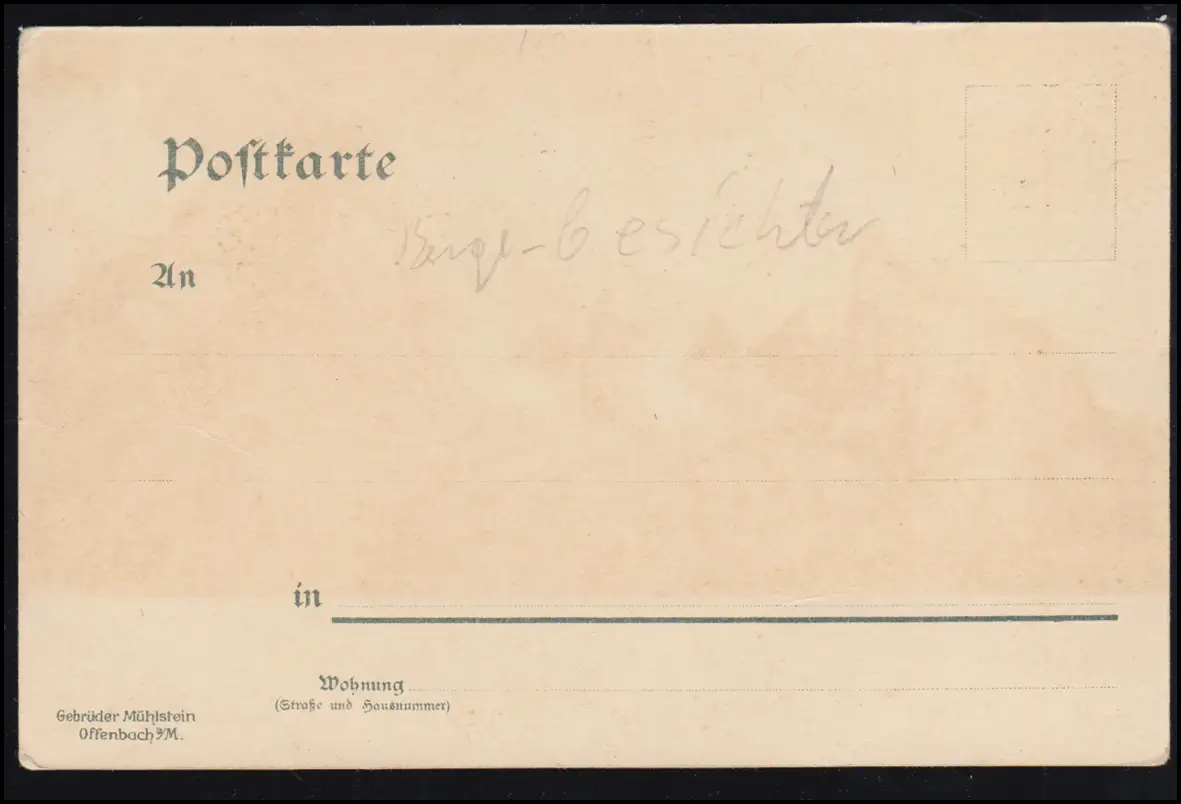 Postkarte
Berge-Gesichter
An
in
Wohnung
(Straße und Hausnummer)
Gebrüder Mühlstein
Offenbach a/M.